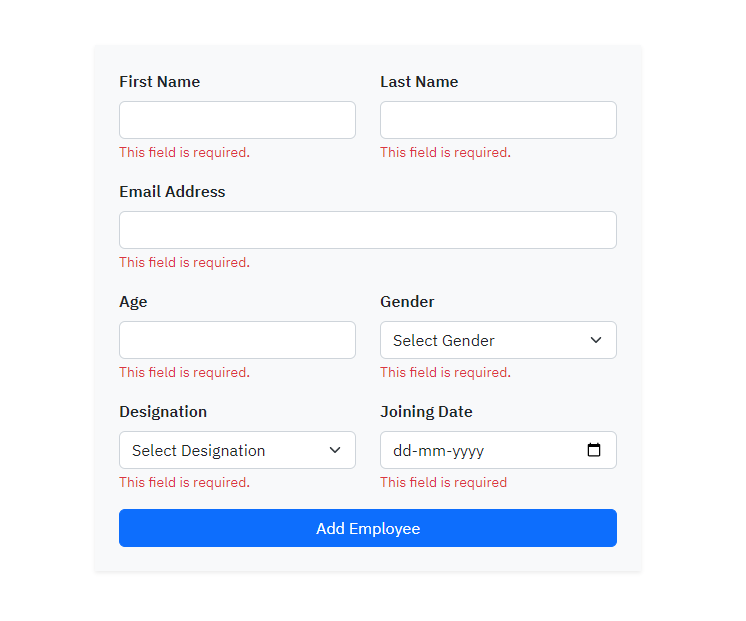 First Name
Last Name
This field is required.
This field is required.
Email Address
This field is required.
Age
Gender
Select Gender
This field is required.
This field is required.
Designation
Joining Date
Select Designation
dd-mm-yyyy
This field is required.
This field is required
Add Employee